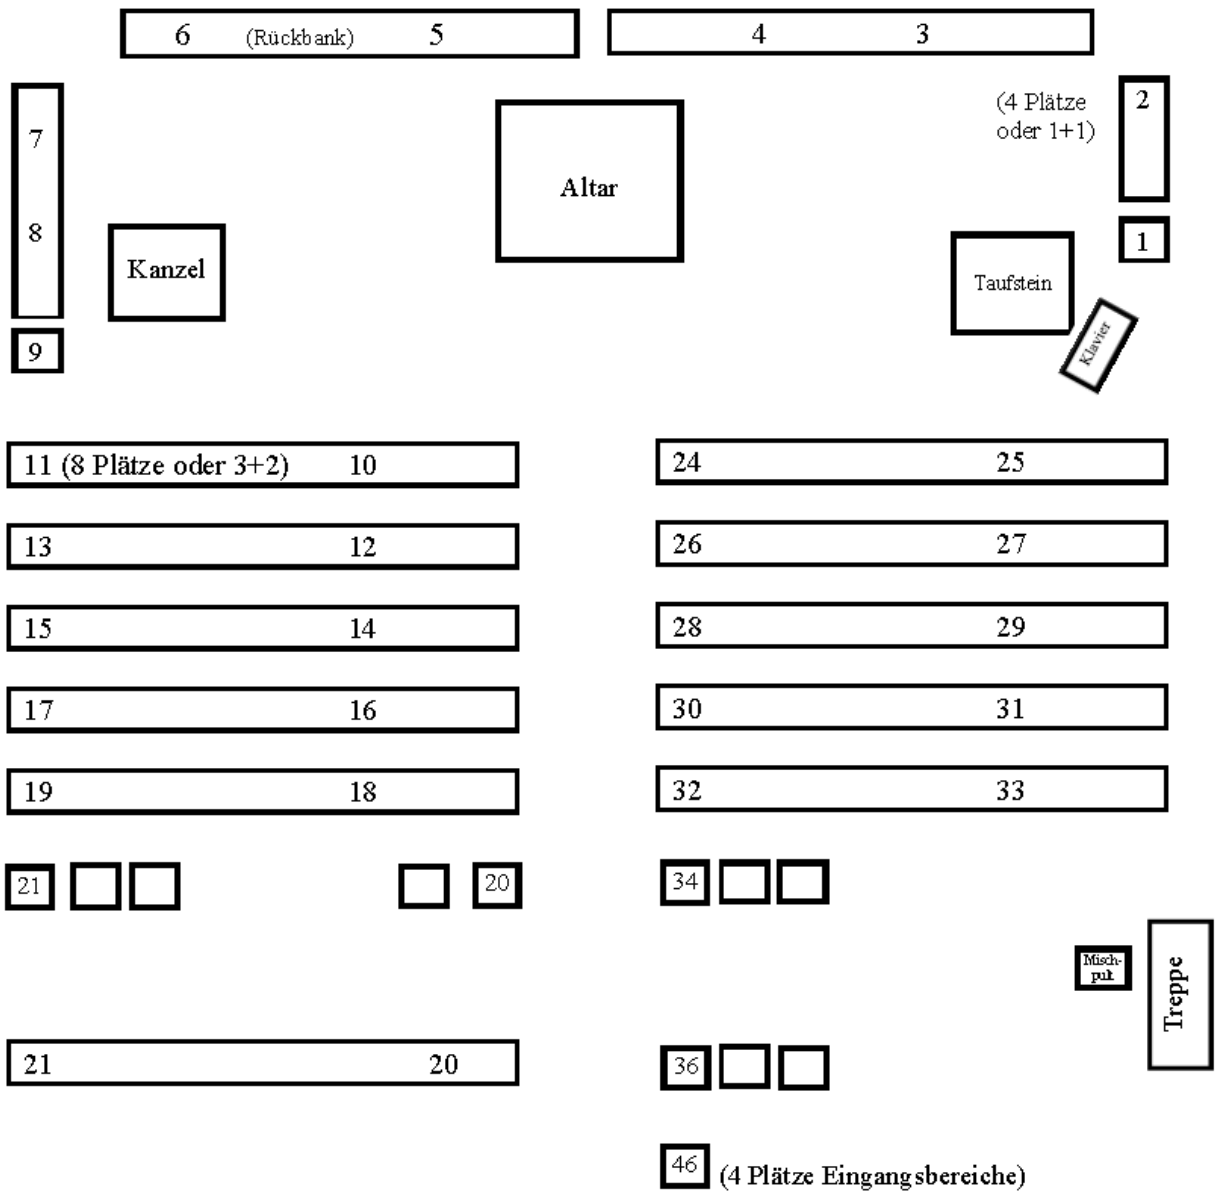 6 (Rückbank) 5
4 3
(4 Plätze
oder 1+1)
2
7
8
Altar
1
Kanzel
Taufstein
Klavier
9
11 (8 Plätze oder 3+2) 10
24 25
13 12
26 27
15 14
28 29
17 16
30 31
19 18
32 33
21 20
34
Misch-
pult
Treppe
21 20
36
46 (4 Plätze Eingangsbereiche)